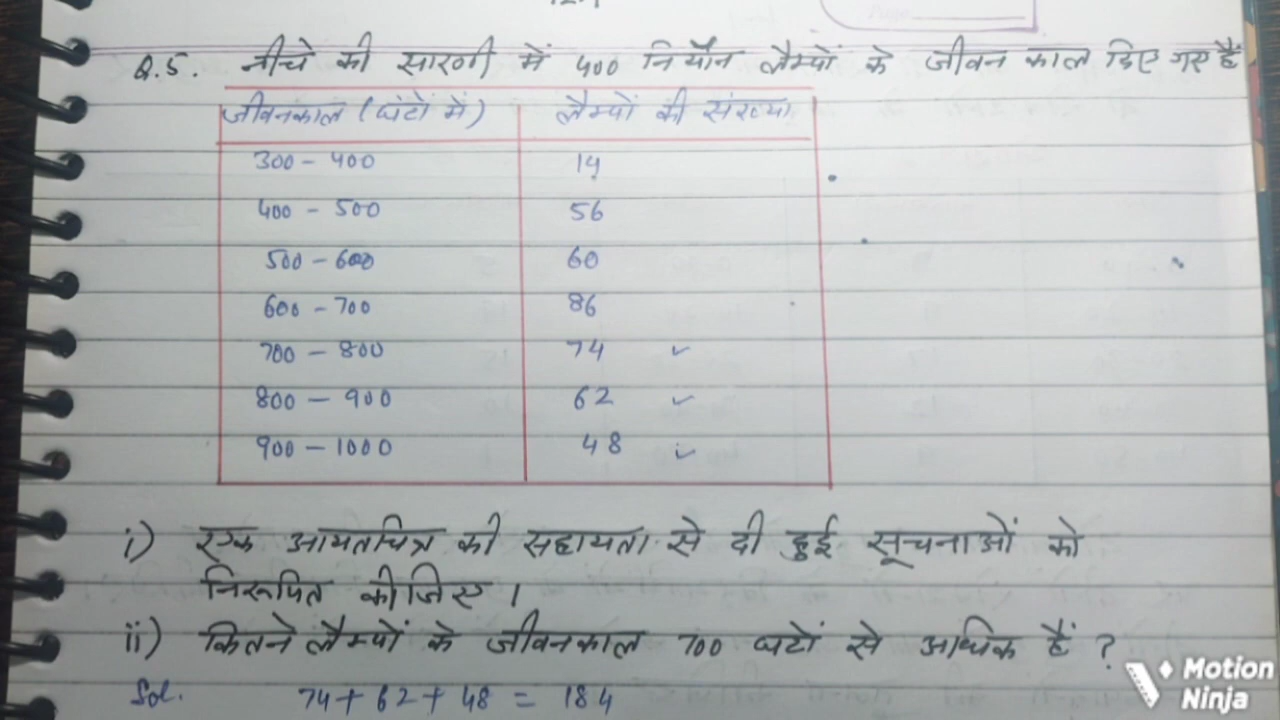 Q.5. नीचे की सारणी में 400 नियॉन लैम्पों के जीवन काल दिए गए हैं
जीवनकाल (घंटों में) लैम्पों की संख्या
300 - 400 14
400 - 500 56
500 - 600 60
600 - 700 86
700 - 800 74 ✓
800 - 900 62 ✓
900 - 1000 48 ✓
i) एक आयतचित्र की सहायता से दी हुई सूचनाओं को
निरूपित कीजिए ।
ii) कितने लैम्पों के जीवनकाल 700 घटों से अधिक हैं ?
Sol. 74 + 62 + 48 = 184
Motion
Ninja